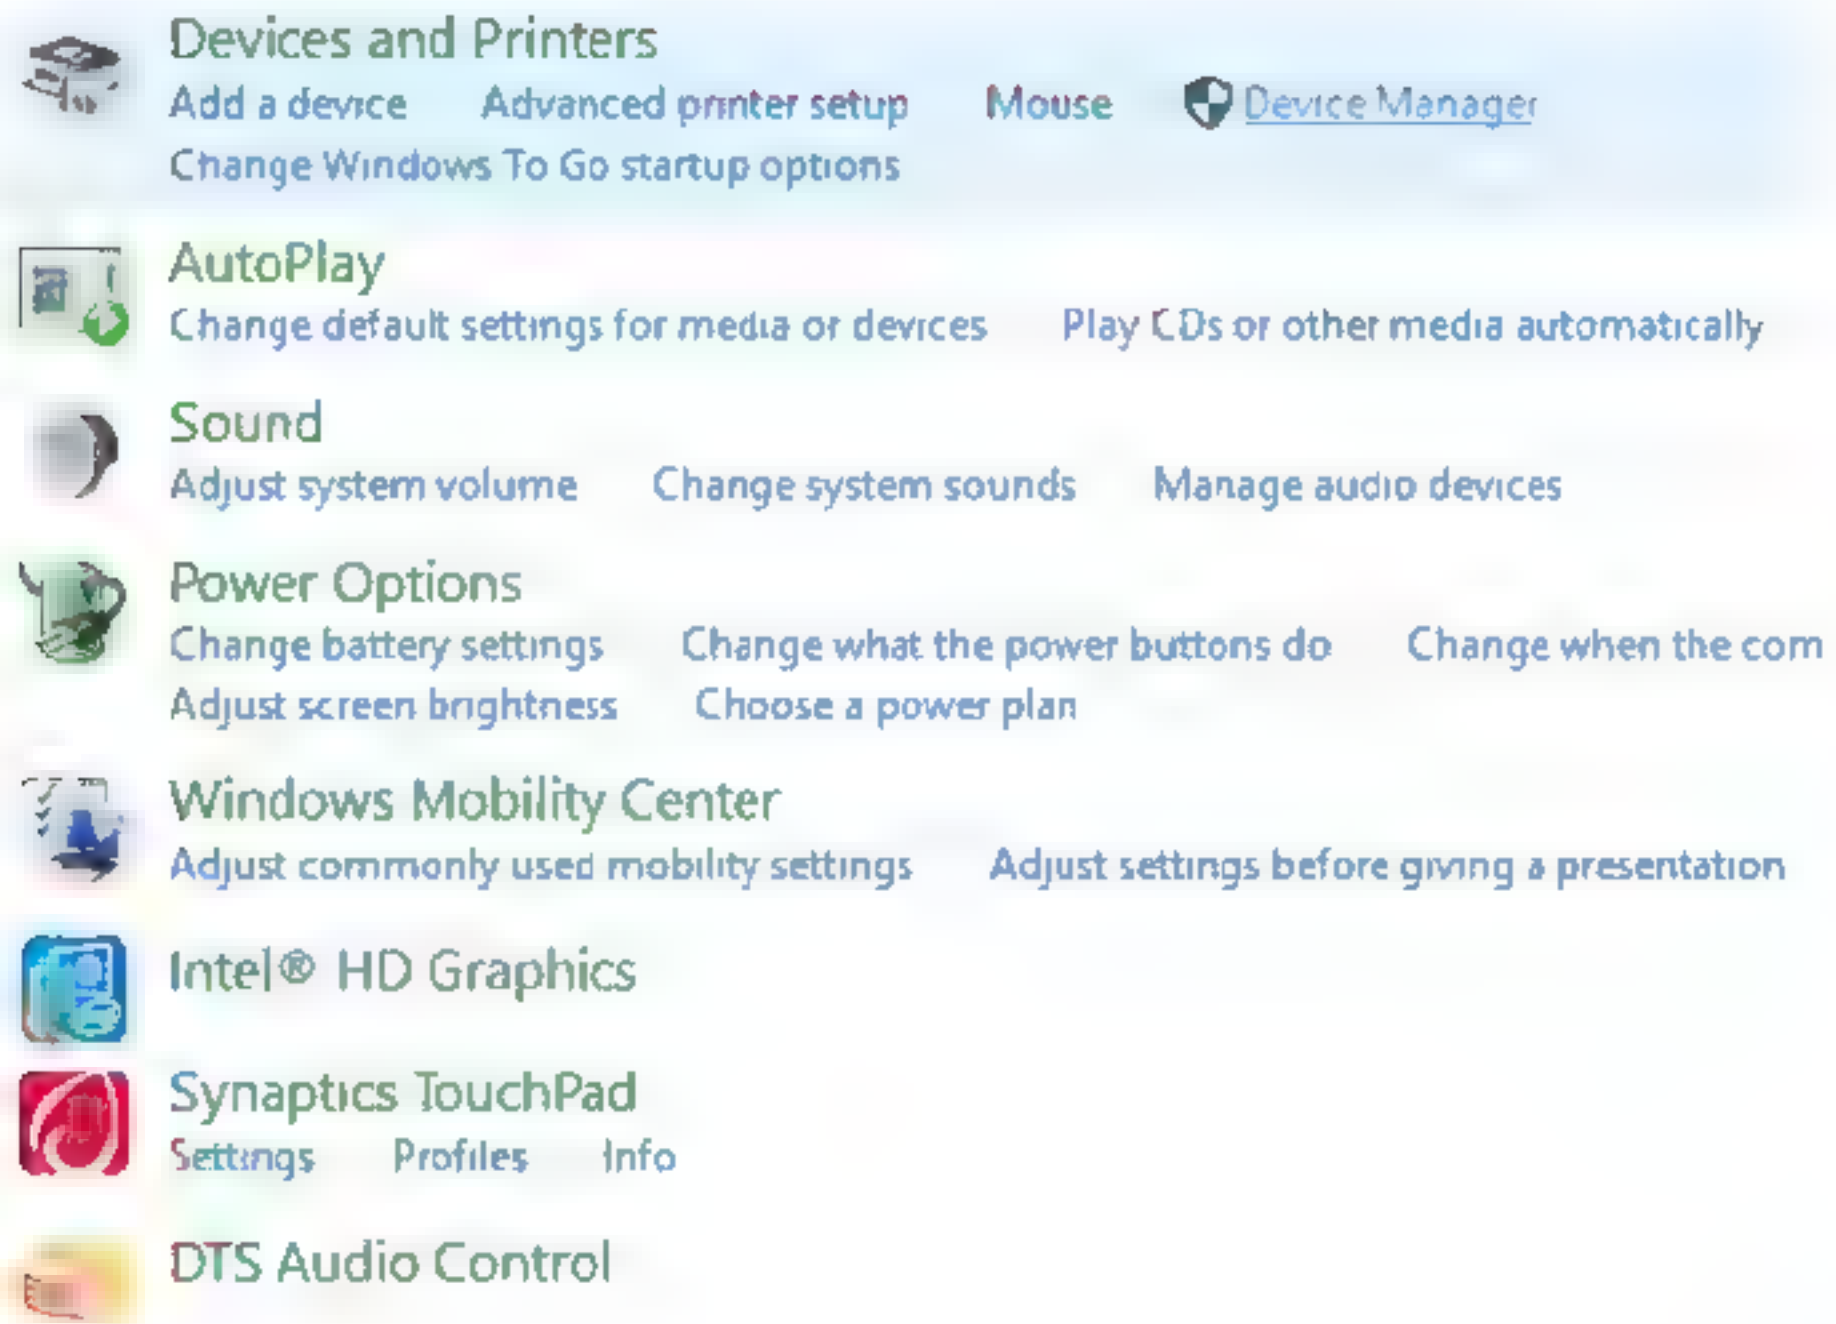 Devices and Printers
Add a device Advanced printer setup Mouse Device Manager
Change Windows To Go startup options
AutoPlay
Change default settings for media or devices Play CDs or other media automatically
Sound
Adjust system volume Change system sounds Manage audio devices
Power Options
Change battery settings Change what the power buttons do Change when the com
Adjust screen brightness Choose a power plan
Windows Mobility Center
Adjust commonly used mobility settings Adjust settings before giving a presentation
Intel® HD Graphics
Synaptics TouchPad
Settings Profiles Info
DTS Audio Control